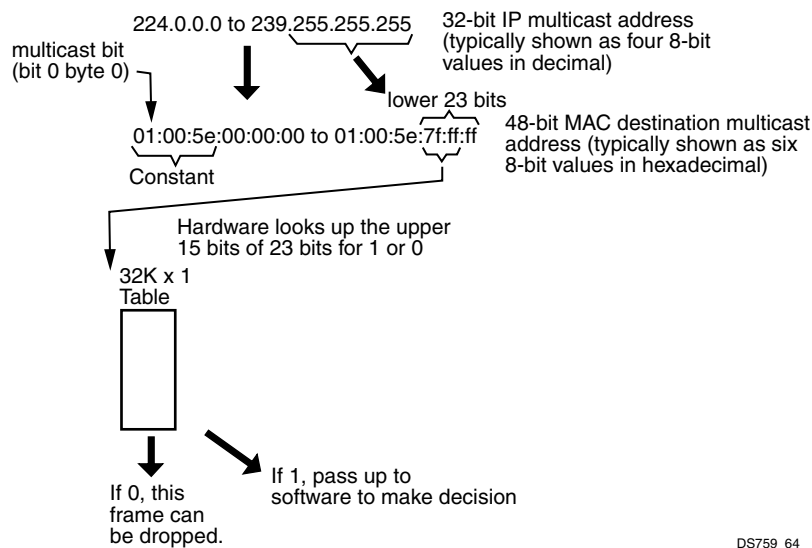 224.0.0.0 to 239.255.255.255
32-bit IP multicast address
(typically shown as four 8-bit
values in decimal)
multicast bit
(bit 0 byte 0)
lower 23 bits
01:00:5e:00:00:00 to 01:00:5e:7f:ff:ff
48-bit MAC destination multicast
address (typically shown as six
8-bit values in hexadecimal)
Constant
Hardware looks up the upper
15 bits of 23 bits for 1 or 0
32K x 1
Table
If 0, this
frame can
be dropped.
If 1, pass up to
software to make decision
DS759_64